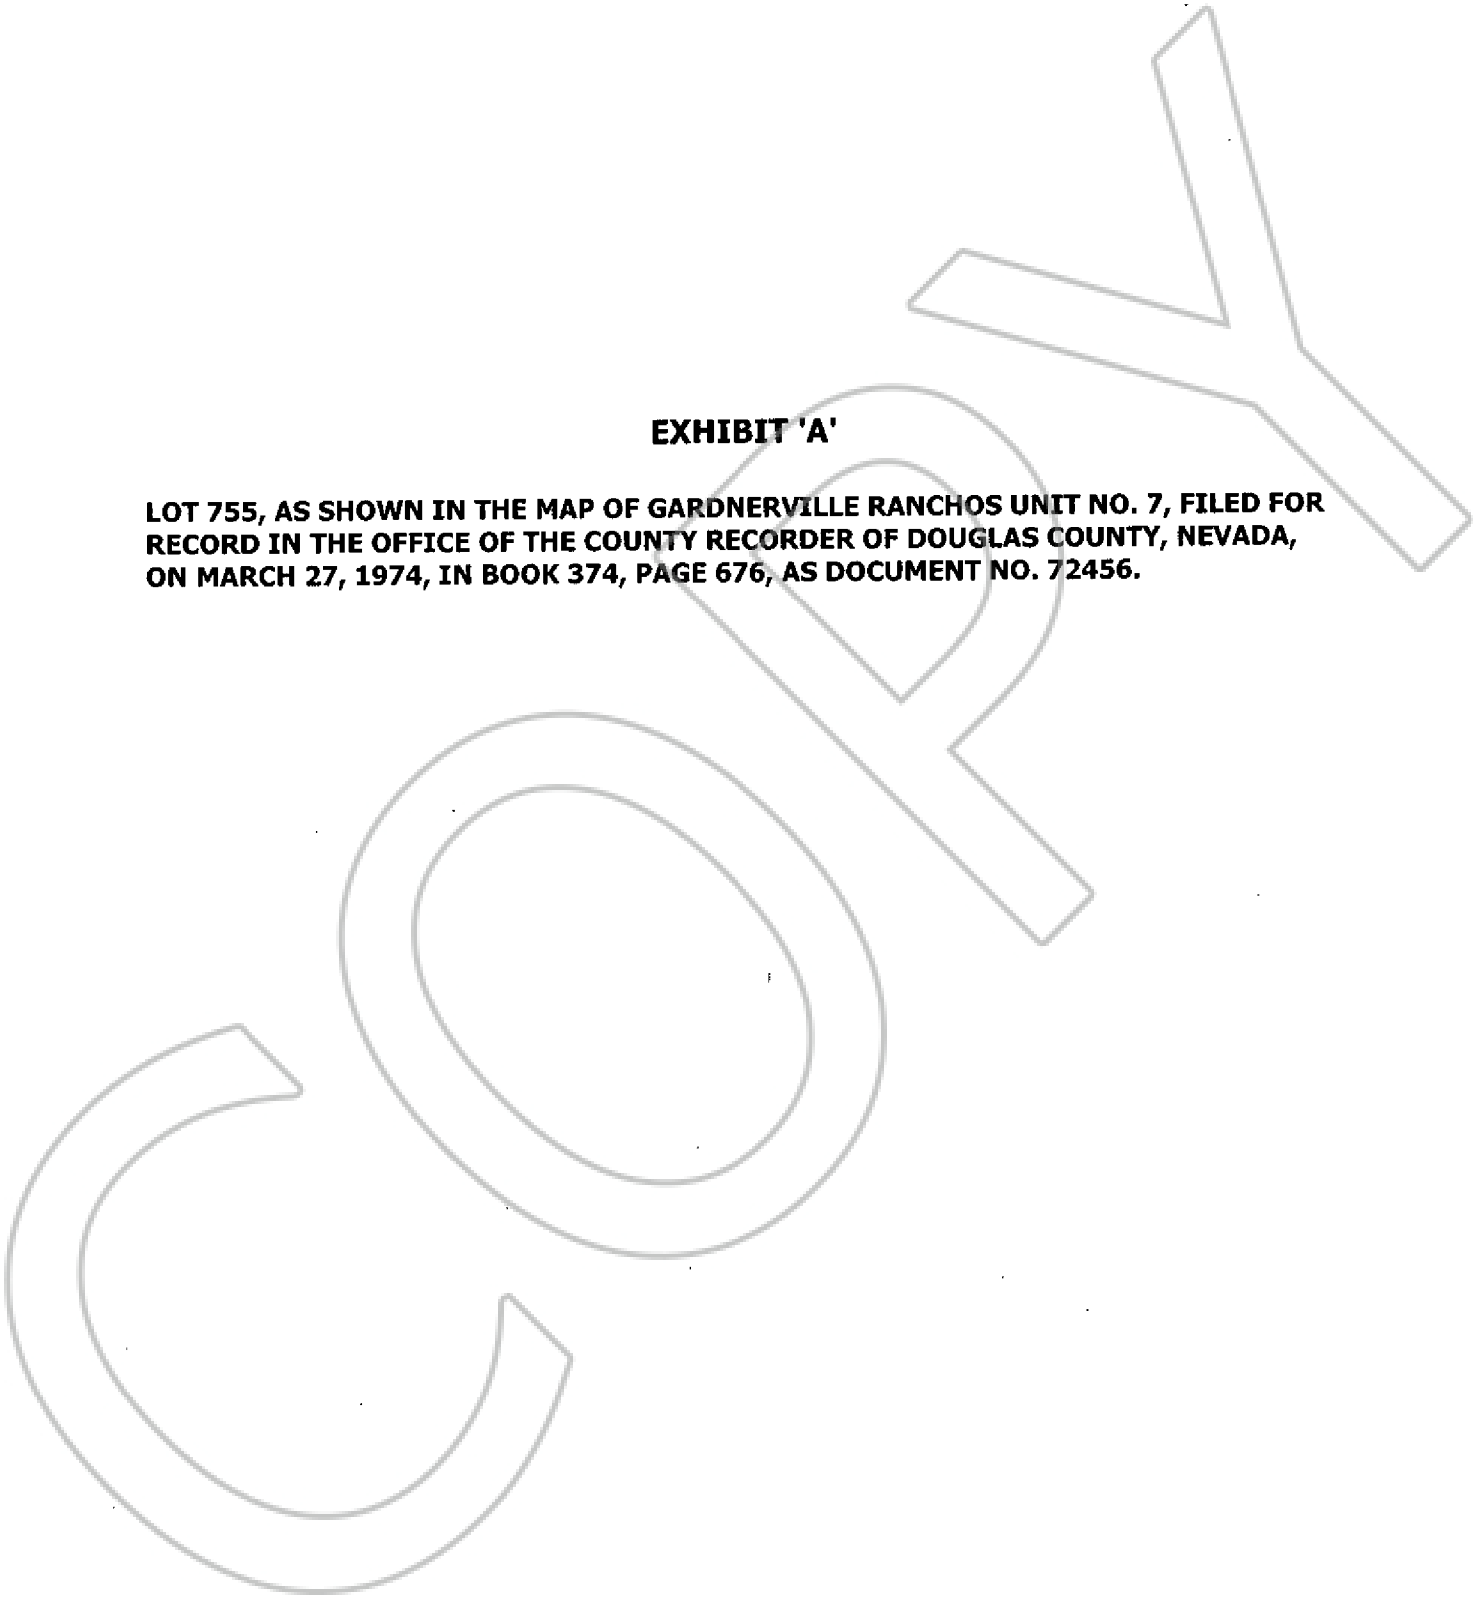 EXHIBIT 'A'
LOT 755, AS SHOWN IN THE MAP OF GARDNERVILLE RANCHOS UNIT NO. 7, FILED FOR
RECORD IN THE OFFICE OF THE COUNTY RECORDER OF DOUGLAS COUNTY, NEVADA,
ON MARCH 27, 1974, IN BOOK 374, PAGE 676, AS DOCUMENT NO. 72456.
COPY